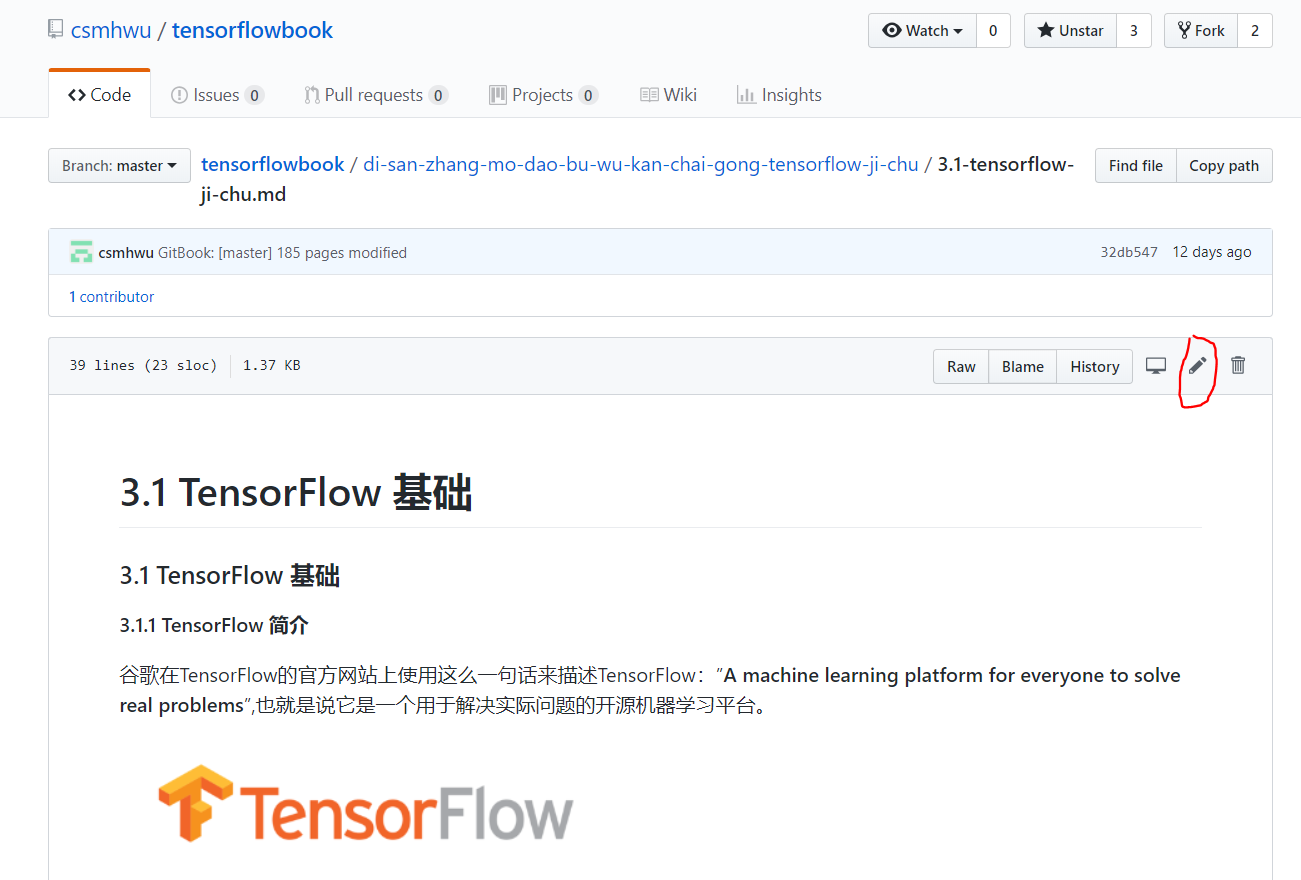 csmhwu / tensorflowbook
Watch 0 Unstar 3 Fork 2
Code Issues 0 Pull requests 0 Projects 0 Wiki Insights
Branch: master tensorflowbook / di-san-zhang-mo-dao-bu-wu-kan-chai-gong-tensorflow-ji-chu / 3.1-tensorflow- Find file Copy path
ji-chu.md
csmhwu GitBook: [master] 185 pages modified 32db547 12 days ago
1 contributor
39 lines (23 sloc) 1.37 KB Raw Blame History
3.1 TensorFlow 基础
3.1 TensorFlow 基础
3.1.1 TensorFlow 简介
谷歌在TensorFlow的官方网站上使用这么一句话来描述TensorFlow："A machine learning platform for everyone to solve
real problems",也就是说它是一个用于解决实际问题的开源机器学习平台。
TensorFlow